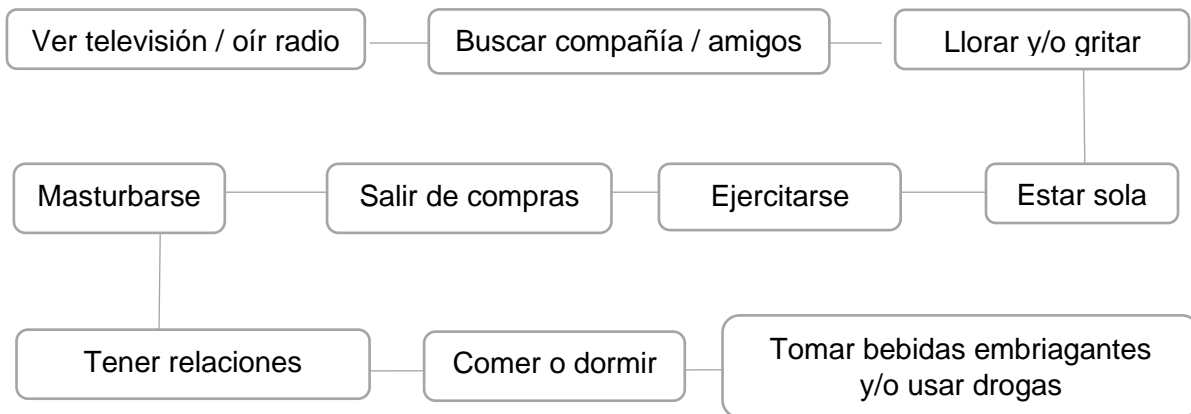 Ver televisión / oír radio
Buscar compañía / amigos
Llorar y/o gritar
Masturbarse
Salir de compras
Ejercitarse
Estar sola
Tener relaciones
Comer o dormir
Tomar bebidas embriagantes
y/o usar drogas